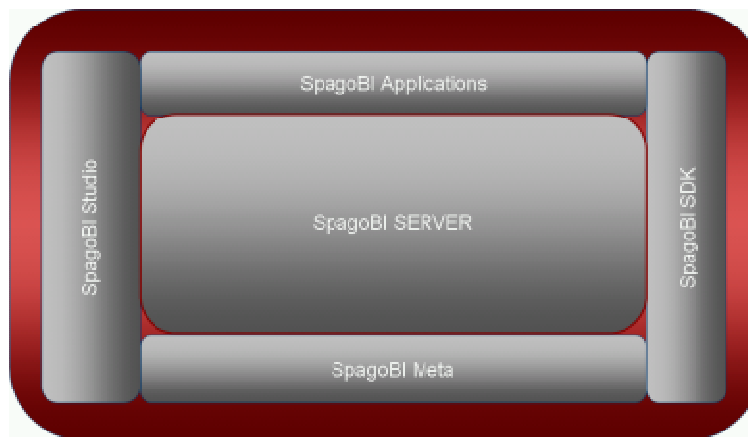 SpagoBI Applications
SpagoBI Studio
SpagoBI SERVER
SpagoBI SDK
SpagoBI Meta